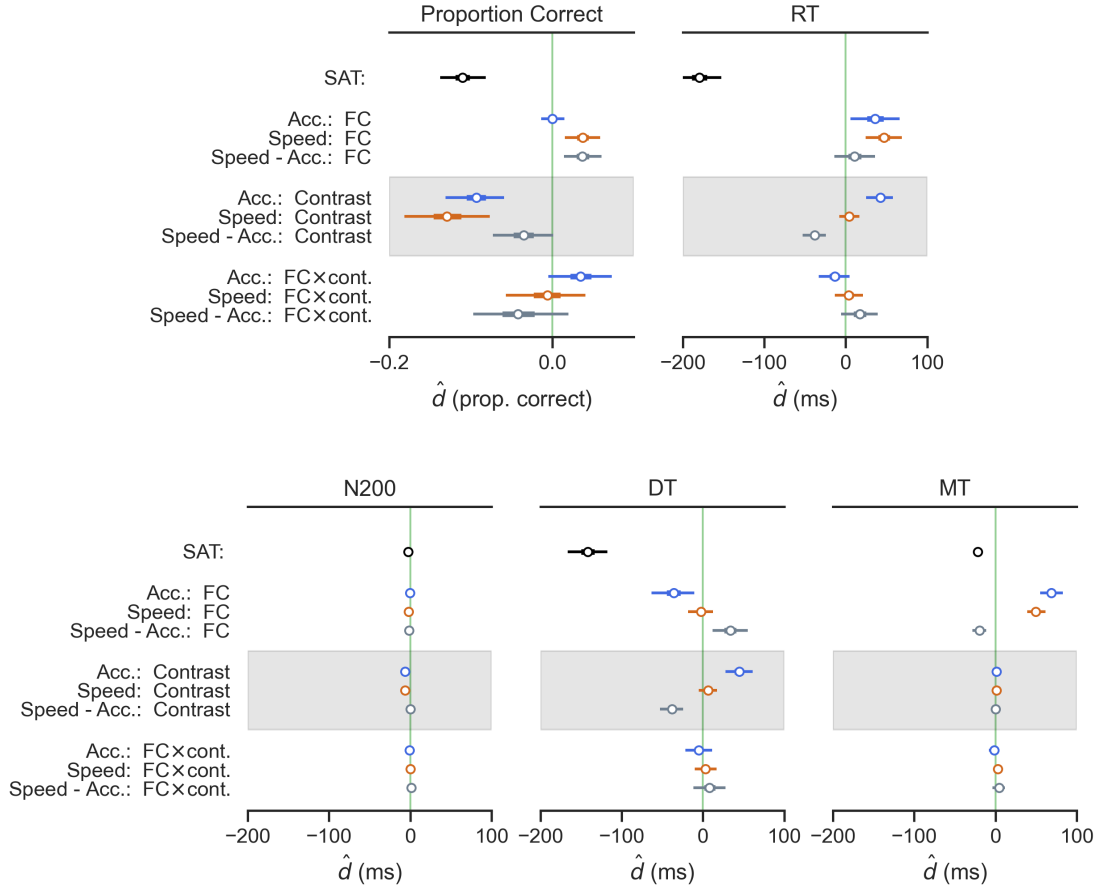 Proportion Correct RT
SAT:
Acc.: FC
Speed: FC
Speed - Acc.: FC
Acc.: Contrast
Speed: Contrast
Speed - Acc.: Contrast
Acc.: FC×cont.
Speed: FC×cont.
Speed - Acc.: FC×cont.
−0.2 0.0 −200 −100 0 100
d̂ (prop. correct) d̂ (ms)
N200 DT MT
SAT:
Acc.: FC
Speed: FC
Speed - Acc.: FC
Acc.: Contrast
Speed: Contrast
Speed - Acc.: Contrast
Acc.: FC×cont.
Speed: FC×cont.
Speed - Acc.: FC×cont.
−200 −100 0 100 −200 −100 0 100 −200 −100 0 100
d̂ (ms) d̂ (ms) d̂ (ms)